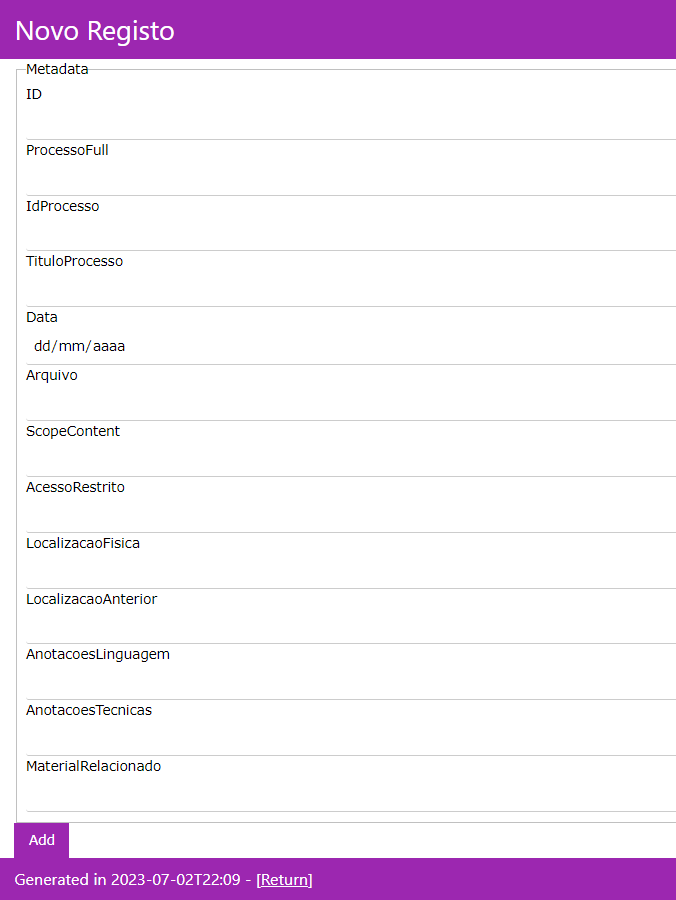 Novo Registo
Metadata
ID
ProcessoFull
IdProcesso
TituloProcesso
Data
dd/mm/aaaa
Arquivo
ScopeContent
AcessoRestrito
LocalizacaoFisica
LocalizacaoAnterior
AnotacoesLinguagem
AnotacoesTecnicas
MaterialRelacionado
Add
Generated in 2023-07-02T22:09 - [Return]